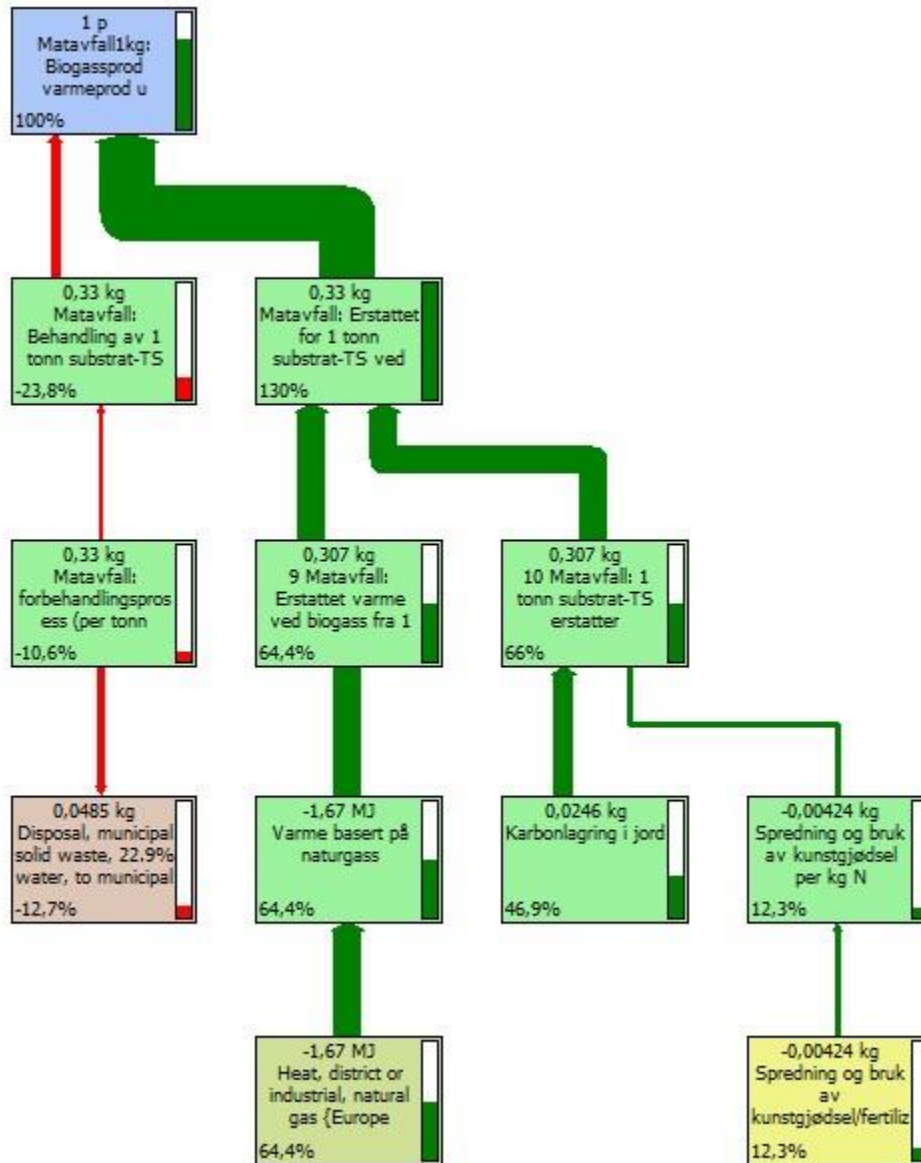 1 p
Matavfall1kg:
Biogassprod
varmeprod u
100%
0,33 kg
Matavfall:
Behandling av 1
tonn substrat-TS
-23,8%
0,33 kg
Matavfall: Erstattet
for 1 tonn
substrat-TS ved
130%
0,33 kg
Matavfall:
forbehandlingspros
ess (per tonn
-10,6%
0,307 kg
9 Matavfall:
Erstattet varme
ved biogass fra 1
64,4%
0,307 kg
10 Matavfall: 1
tonn substrat-TS
erstatter
66%
0,0485 kg
Disposal, municipal
solid waste, 22.9%
water, to municipal
-12,7%
-1,67 MJ
Varme basert på
naturgass
64,4%
0,0246 kg
Karbonlagring i jord
46,9%
-0,00424 kg
Spredning og bruk
av kunstgjødsel
per kg N
12,3%
-1,67 MJ
Heat, district or
industrial, natural
gas {Europe
64,4%
-0,00424 kg
Spredning og bruk
av
kunstgjødsel/fertiliz
12,3%